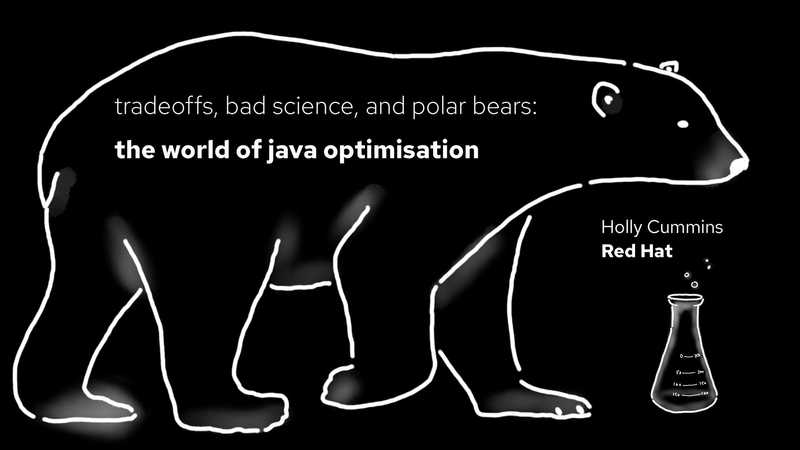 tradeoffs, bad science, and polar bears:
the world of java optimisation
Holly Cummins
Red Hat